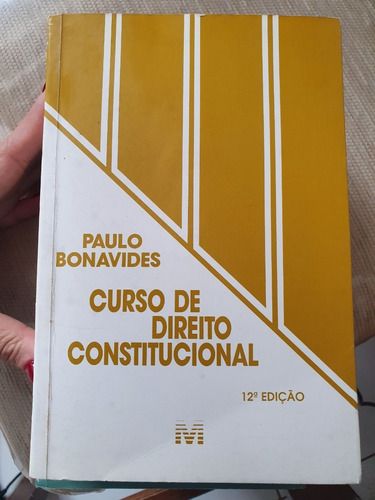 PAULO
BONAVIDES
CURSO DE
DIREITO
CONSTITUCIONAL
12ª EDIÇÃO
M